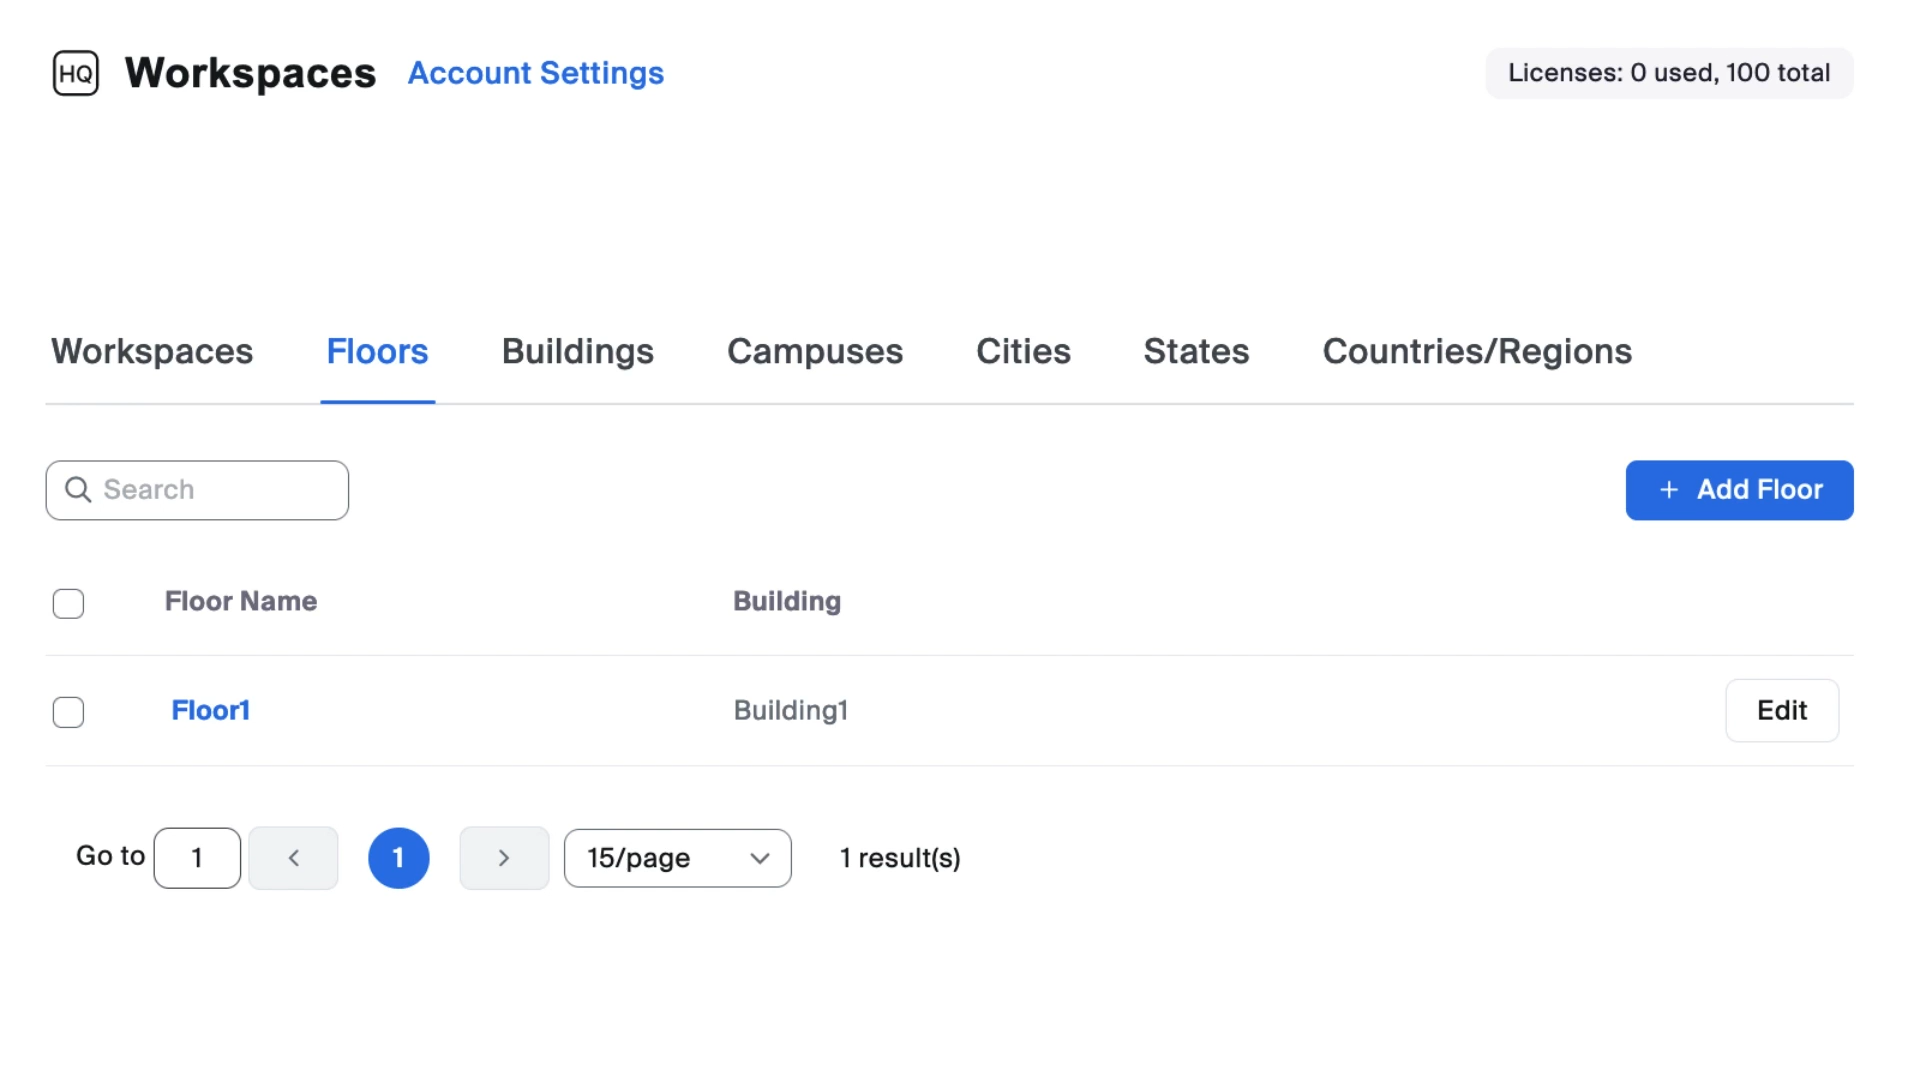 HQ Workspaces Account Settings Licenses: 0 used, 100 total
Workspaces Floors Buildings Campuses Cities States Countries/Regions
Search + Add Floor
Floor Name Building
Floor1 Building1 Edit
Go to 1 < 1 > 15/page 1 result(s)